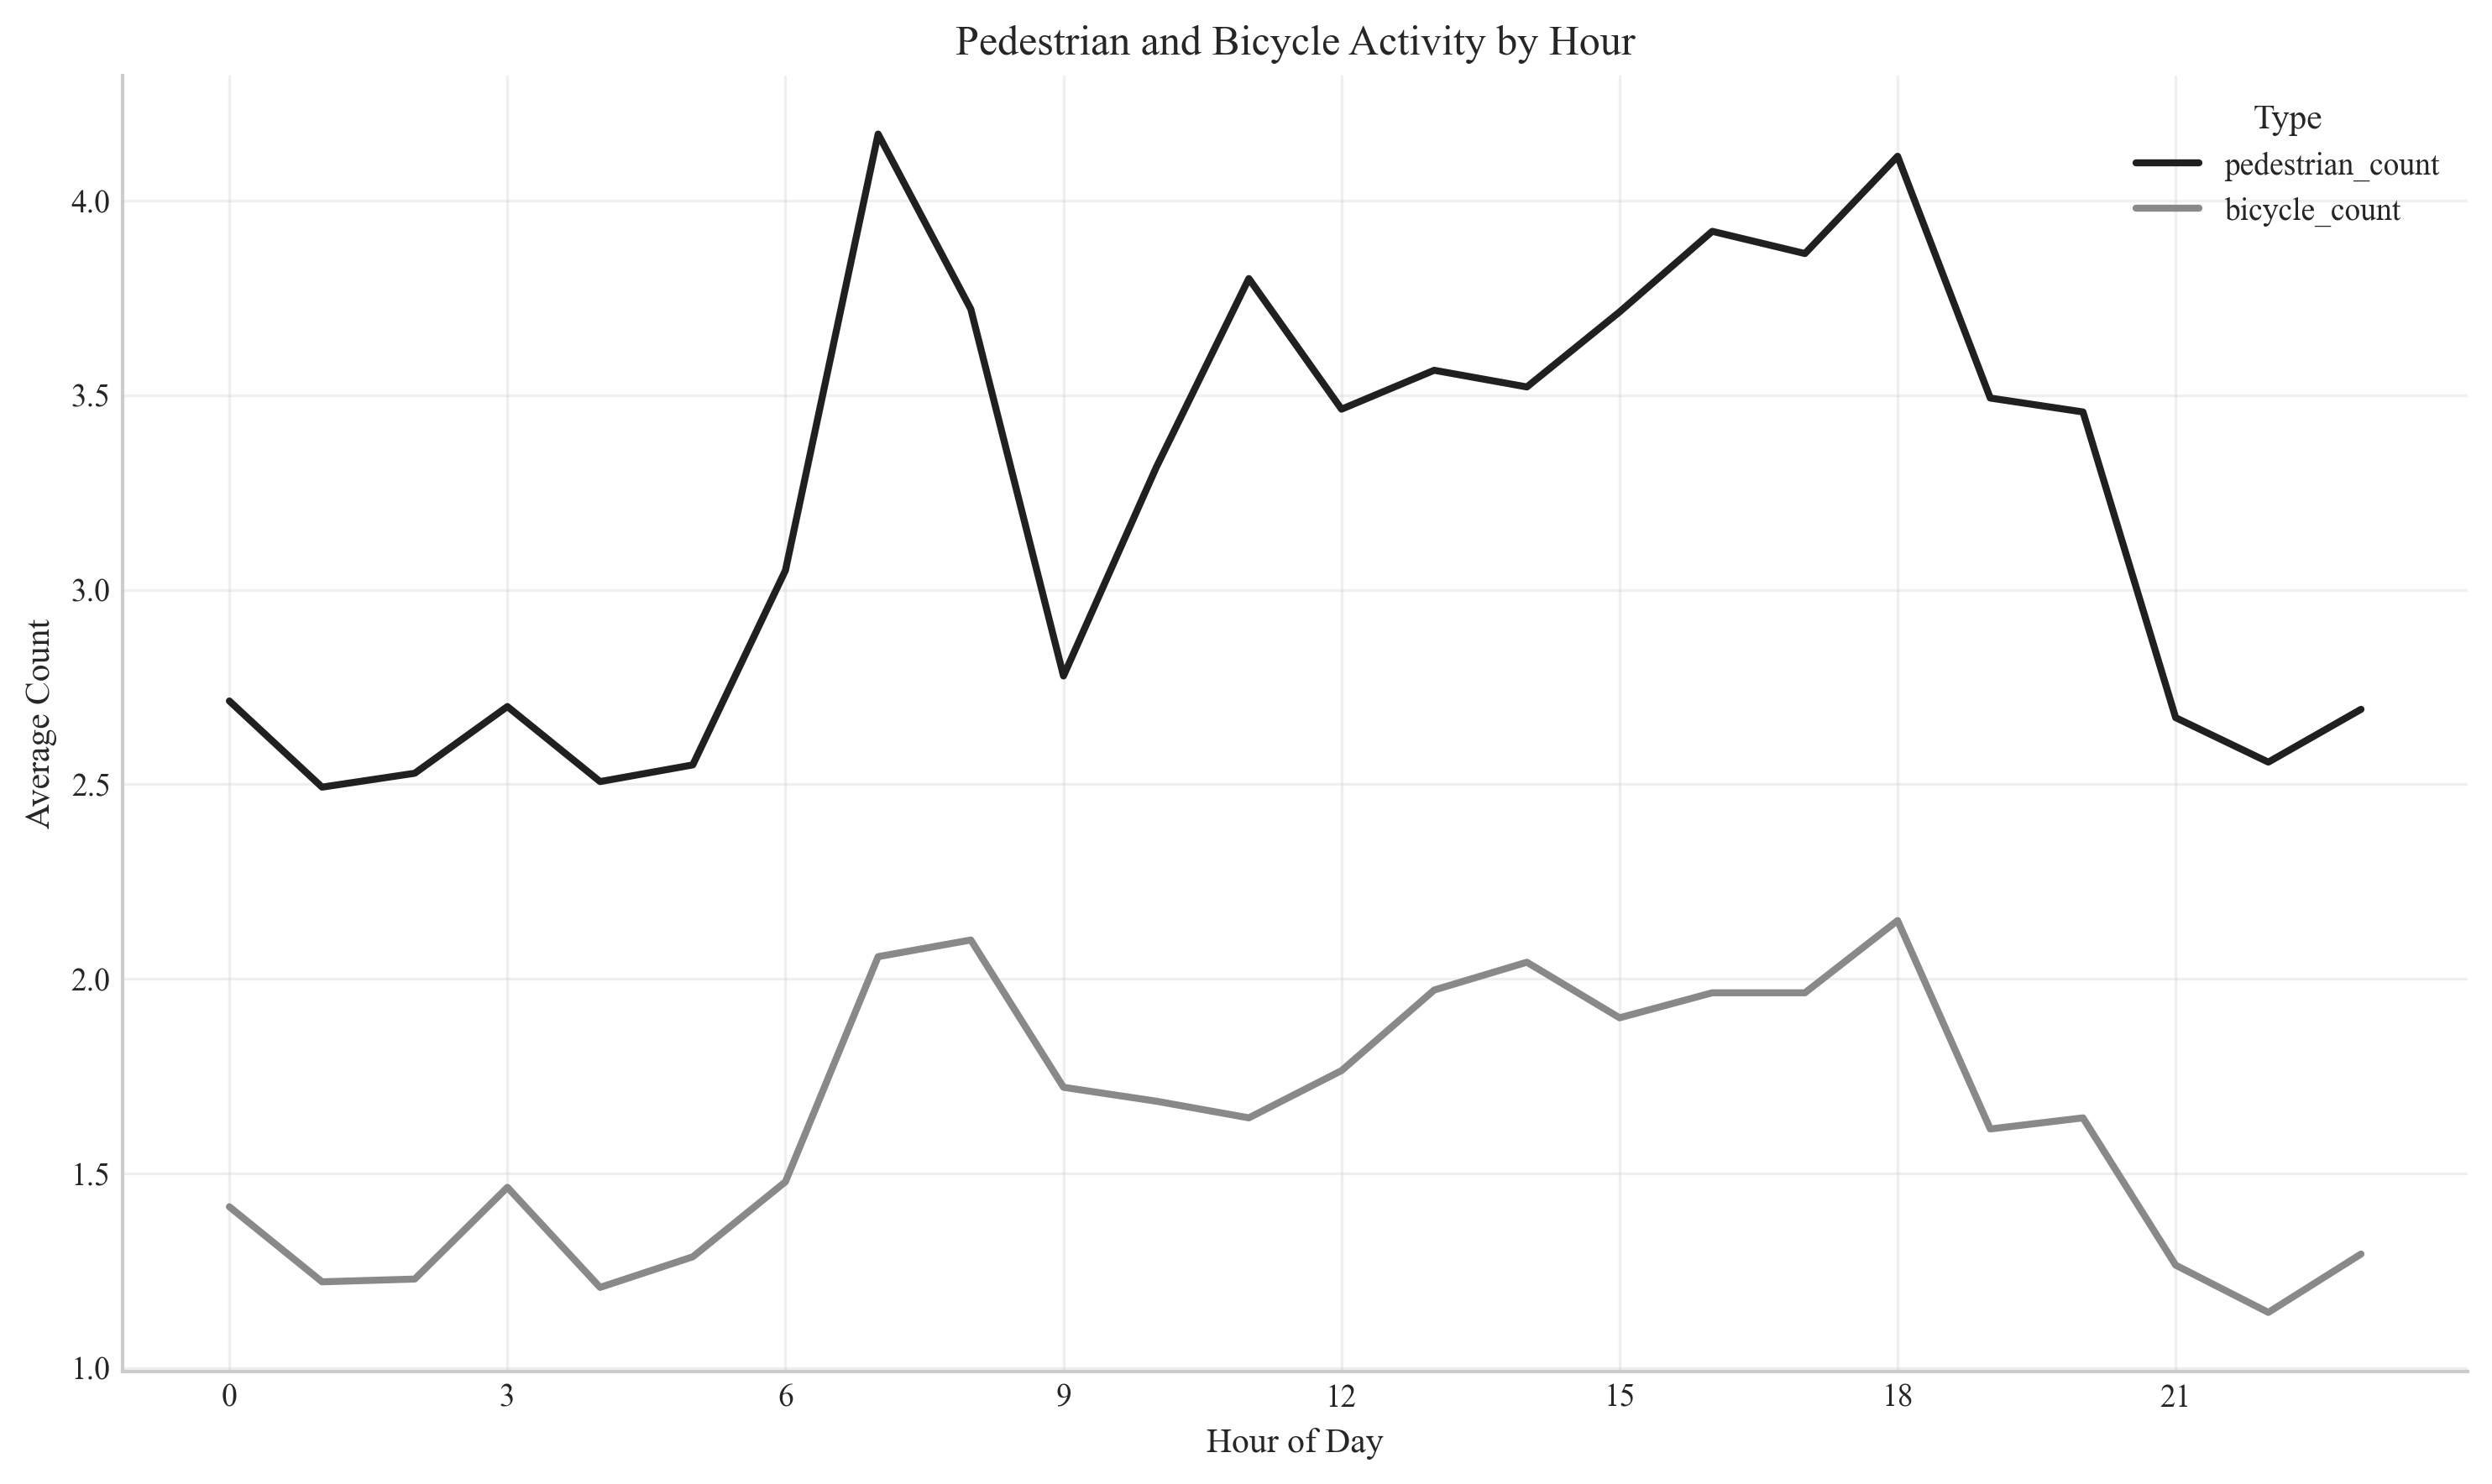 Pedestrian and Bicycle Activity by Hour
Type
pedestrian_count
bicycle_count
Average Count
4.0
3.5
3.0
2.5
2.0
1.5
1.0
0 3 6 9 12 15 18 21
Hour of Day